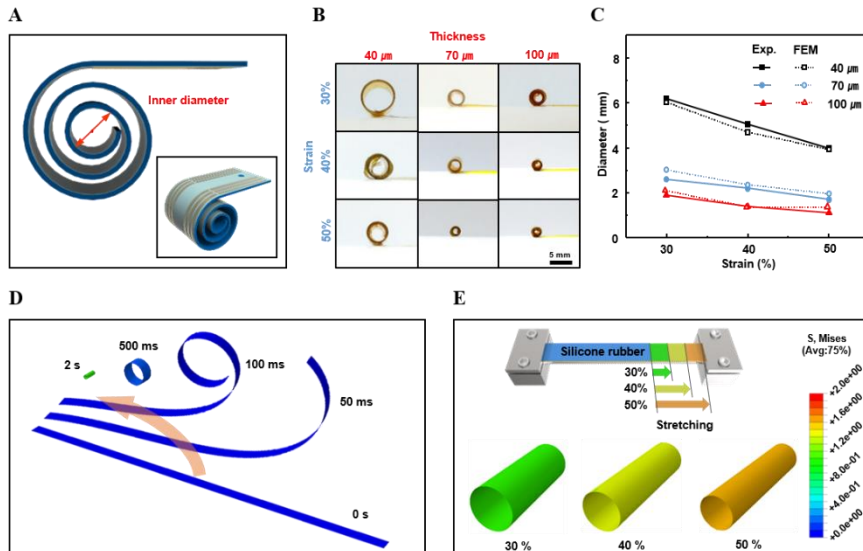 A
Inner diameter
B
Thickness
40 ㎛ 70 ㎛ 100 ㎛
Strain
30%
40%
50%
5 mm
C
Exp. FEM
40 ㎛
70 ㎛
100 ㎛
Diameter ( mm)
8
6
4
2
0
30 40 50
Strain (%)
D
2 s
500 ms
100 ms
50 ms
0 s
E
Silicone rubber
30%
40%
50%
Stretching
S, Mises
(Avg:75%)
+2.0e+00
+1.6e+00
+1.2e+00
+8.0e-01
+4.0e-01
+0.0e+00
30 % 40 % 50 %